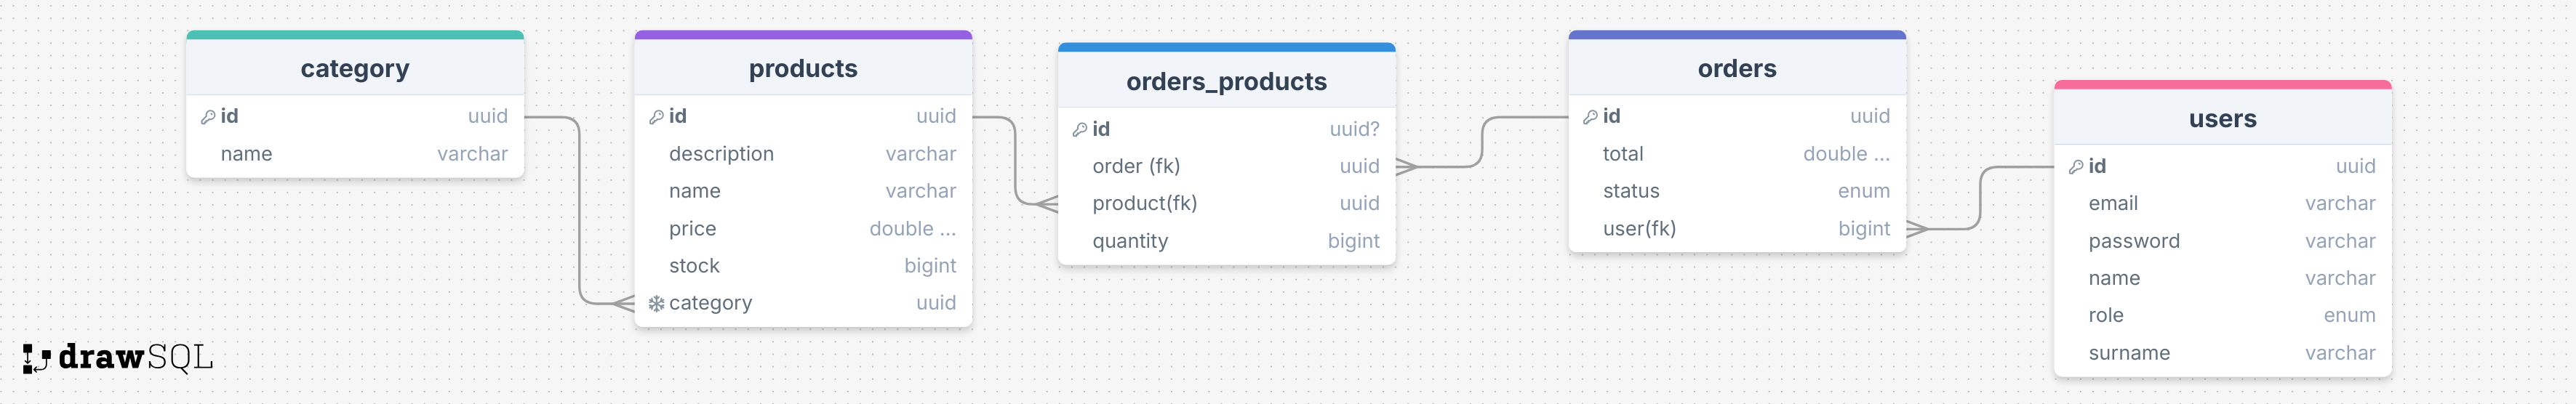 category
id uuid
name varchar
products
id uuid
description varchar
name varchar
price double ...
stock bigint
category uuid
orders_products
id uuid?
order (fk) uuid
product(fk) uuid
quantity bigint
orders
id uuid
total double ...
status enum
user(fk) bigint
users
id uuid
email varchar
password varchar
name varchar
role enum
surname varchar
drawSQL